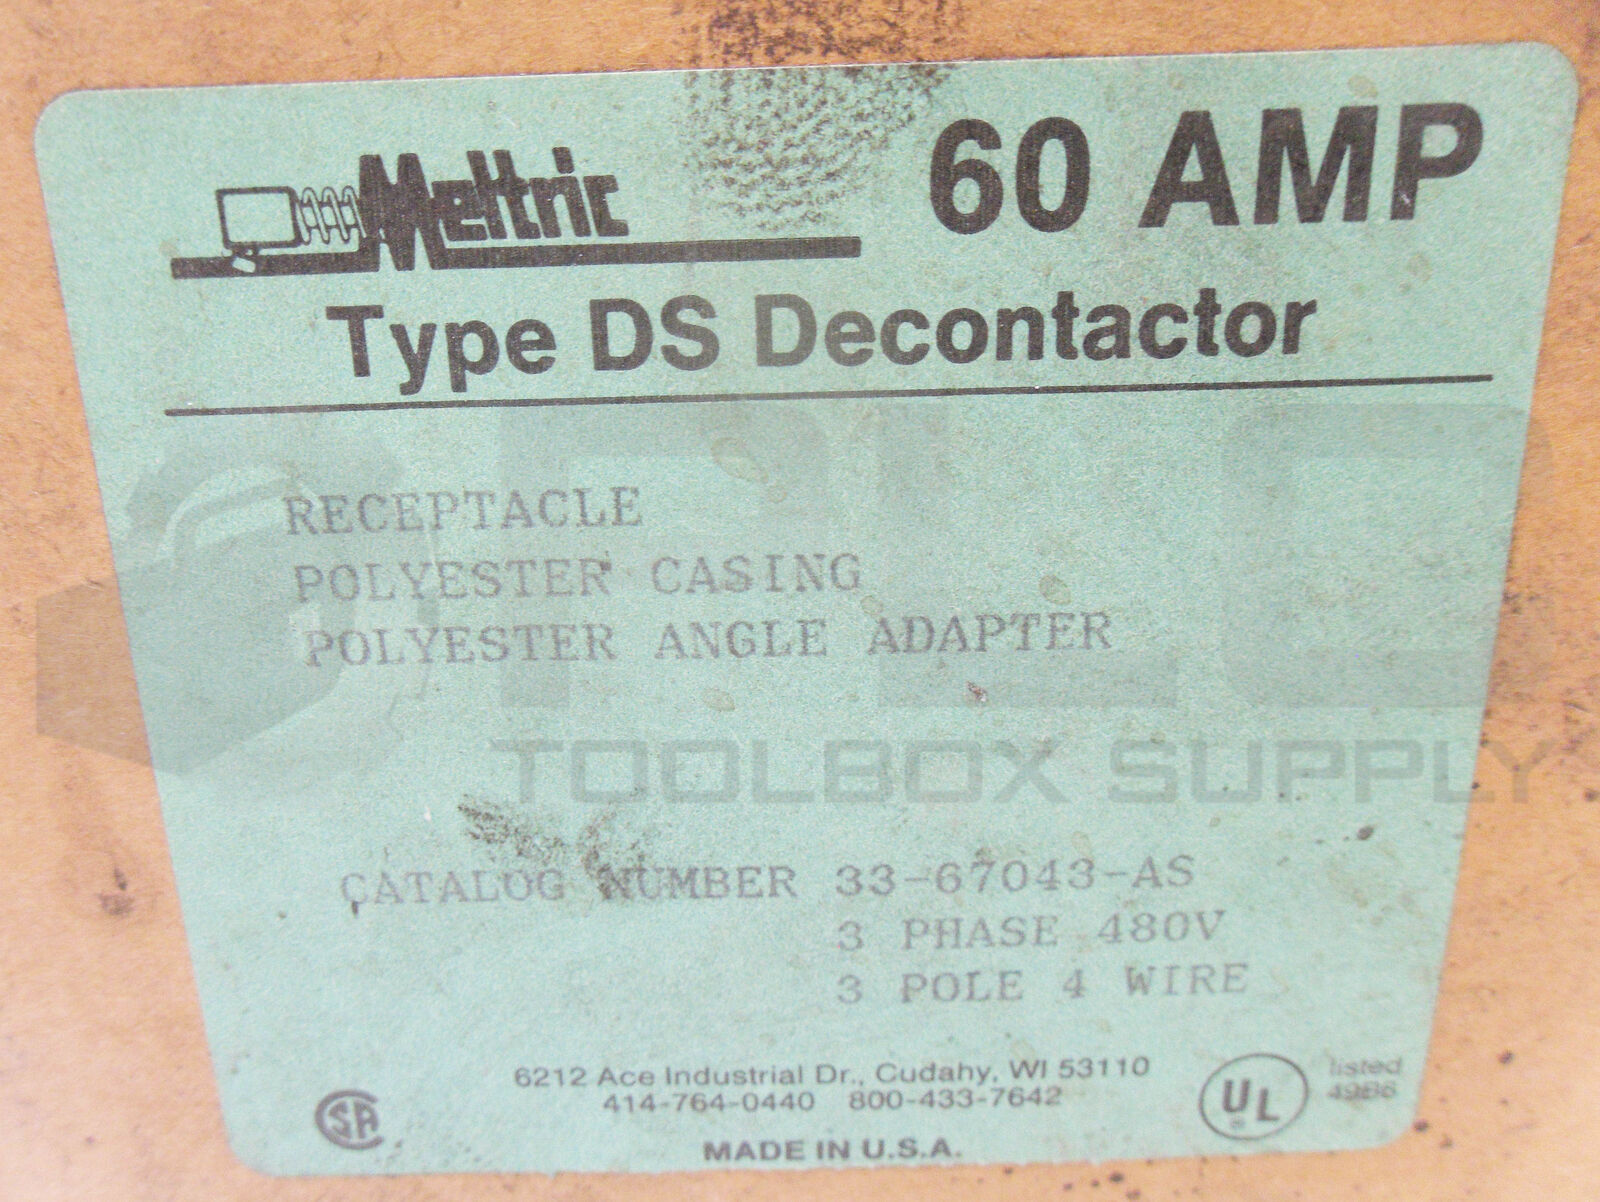 Meltric
60 AMP
Type DS Decontactor
RECEPTACLE
POLYESTER CASING
POLYESTER ANGLE ADAPTER
PLC
TOOLBOX SUPPLY
CATALOG NUMBER 33-67043-AS
3 PHASE 480V
3 POLE 4 WIRE
6212 Ace Industrial Dr., Cudahy, WI 53110
414-764-0440 800-433-7642
MADE IN U.S.A.
SA
UL
listed
49B6